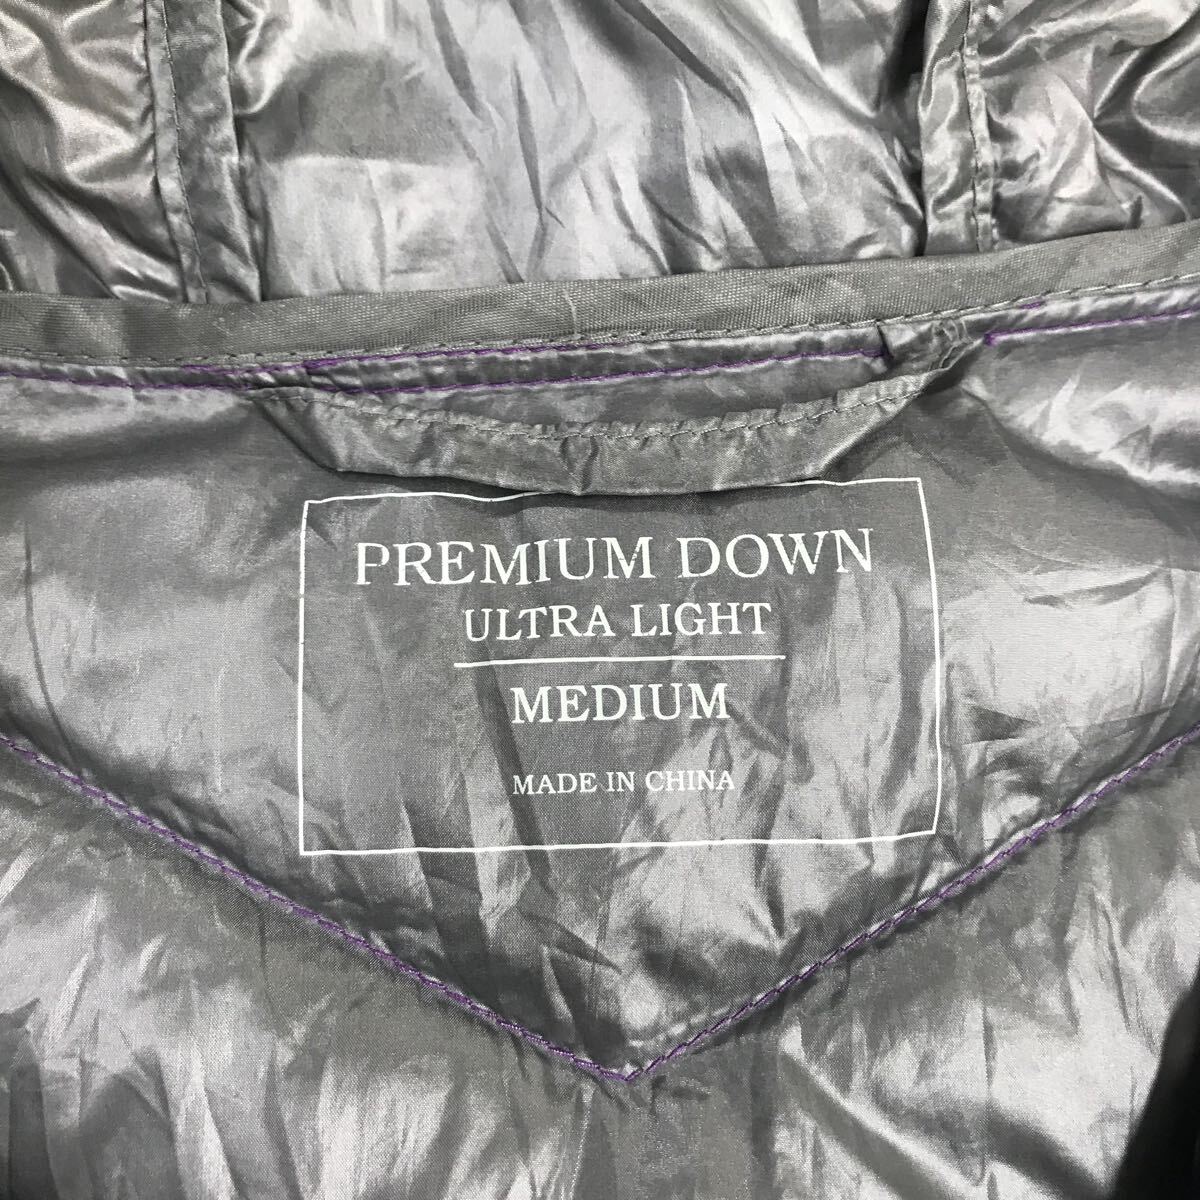 PREMIUM DOWN
ULTRA LIGHT
MEDIUM
MADE IN CHINA